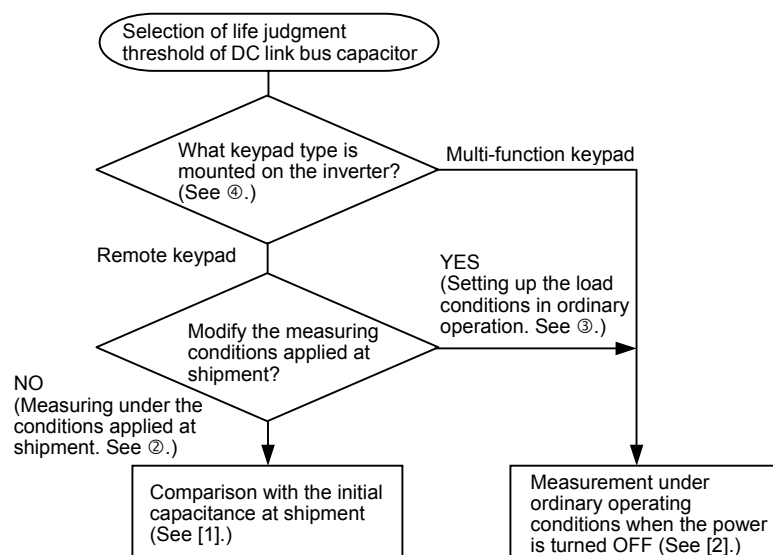 Selection of life judgment
threshold of DC link bus capacitor
What keypad type is
mounted on the inverter?
(See ④.)
Multi-function keypad
Remote keypad
YES
(Setting up the load
conditions in ordinary
operation. See ③.)
Modify the measuring
conditions applied at
shipment?
NO
(Measuring under the
conditions applied at
shipment. See ②.)
Comparison with the initial
capacitance at shipment
(See [1].)
Measurement under
ordinary operating
conditions when the power
is turned OFF (See [2].)